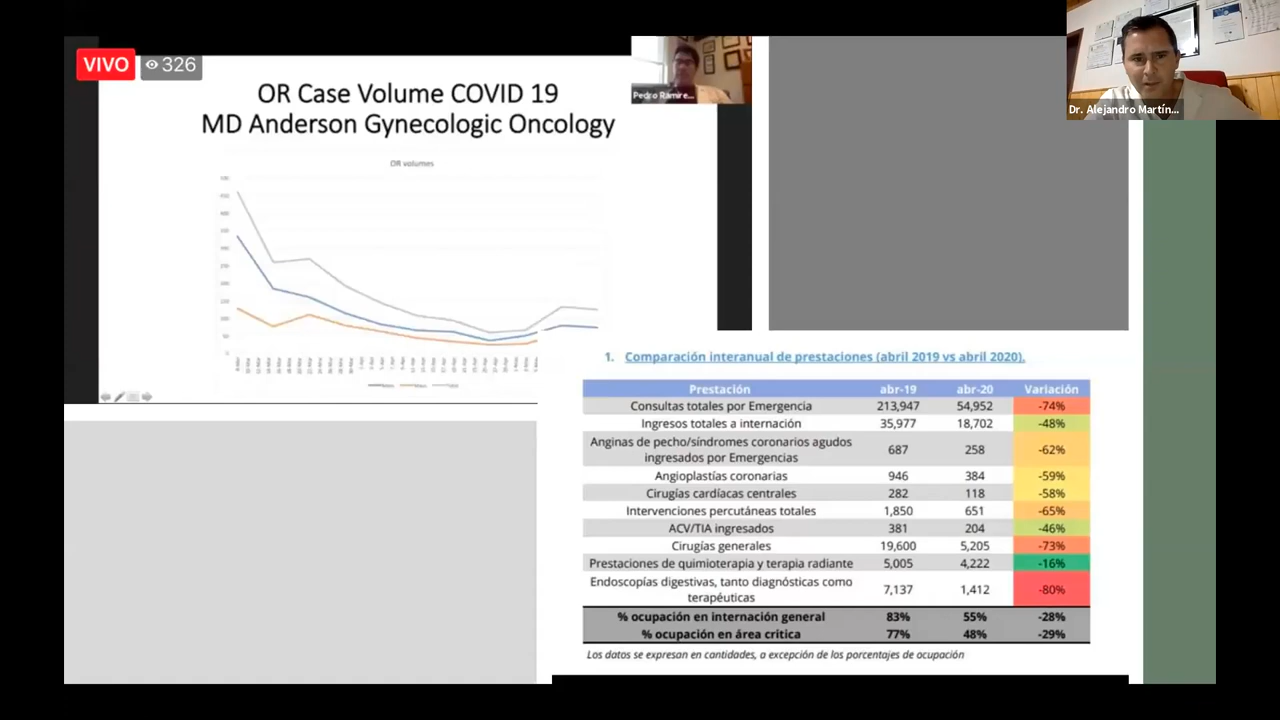 VIVO 326
OR Case Volume COVID 19
MD Anderson Gynecologic Oncology
OR volumes
Pedro Ramire...
Dr. Alejandro Martín...
1. Comparación interanual de prestaciones (abril 2019 vs abril 2020).
Prestación abr-19 abr-20 Variación
Consultas totales por Emergencia 213,947 54,952 -74%
Ingresos totales a internación 35,977 18,702 -48%
Anginas de pecho/síndromes coronarios agudos
ingresados por Emergencias 687 258 -62%
Angioplastías coronarias 946 384 -59%
Cirugías cardíacas centrales 282 118 -58%
Intervenciones percutáneas totales 1,850 651 -65%
ACV/TIA ingresados 381 204 -46%
Cirugías generales 19,600 5,205 -73%
Prestaciones de quimioterapia y terapia radiante 5,005 4,222 -16%
Endoscopías digestivas, tanto diagnósticas como
terapéuticas 7,137 1,412 -80%
% ocupación en internación general 83% 55% -28%
% ocupación en área crítica 77% 48% -29%
Los datos se expresan en cantidades, a excepción de los porcentajes de ocupación